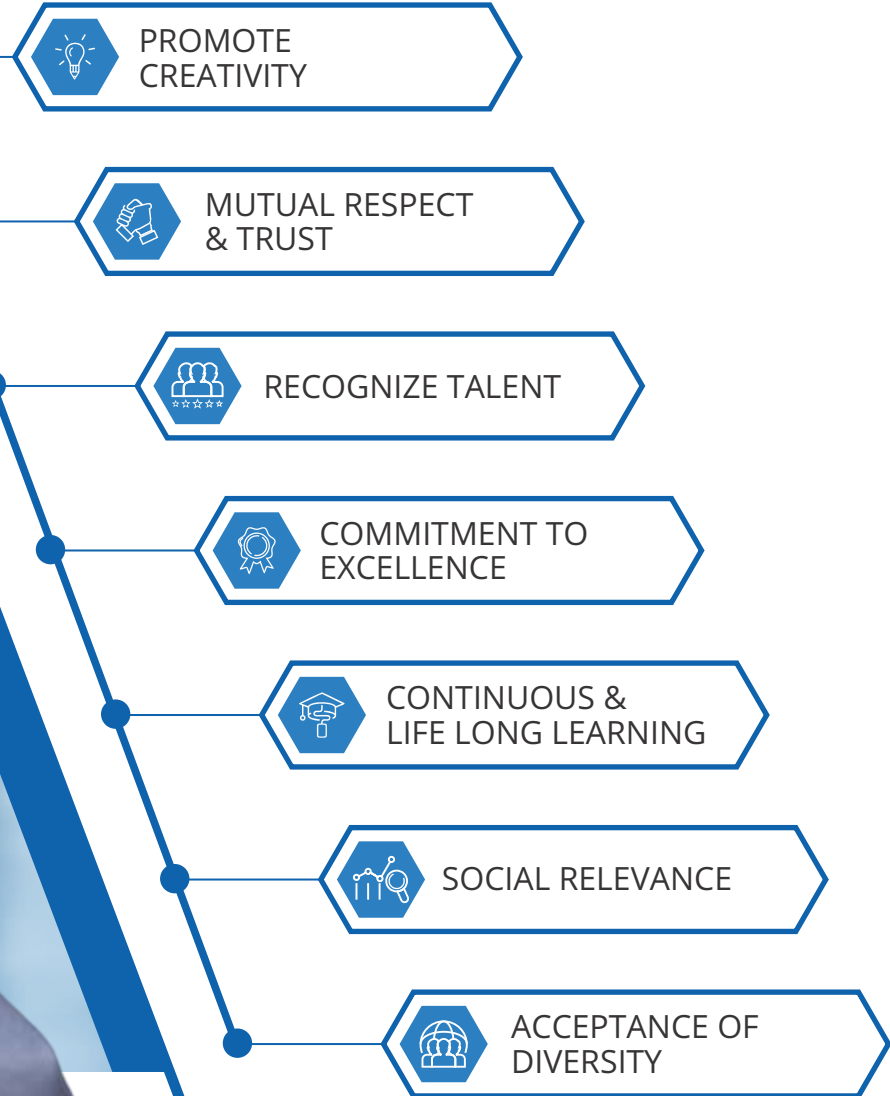 PROMOTE
CREATIVITY
MUTUAL RESPECT
& TRUST
RECOGNIZE TALENT
COMMITMENT TO
EXCELLENCE
CONTINUOUS &
LIFE LONG LEARNING
SOCIAL RELEVANCE
ACCEPTANCE OF
DIVERSITY